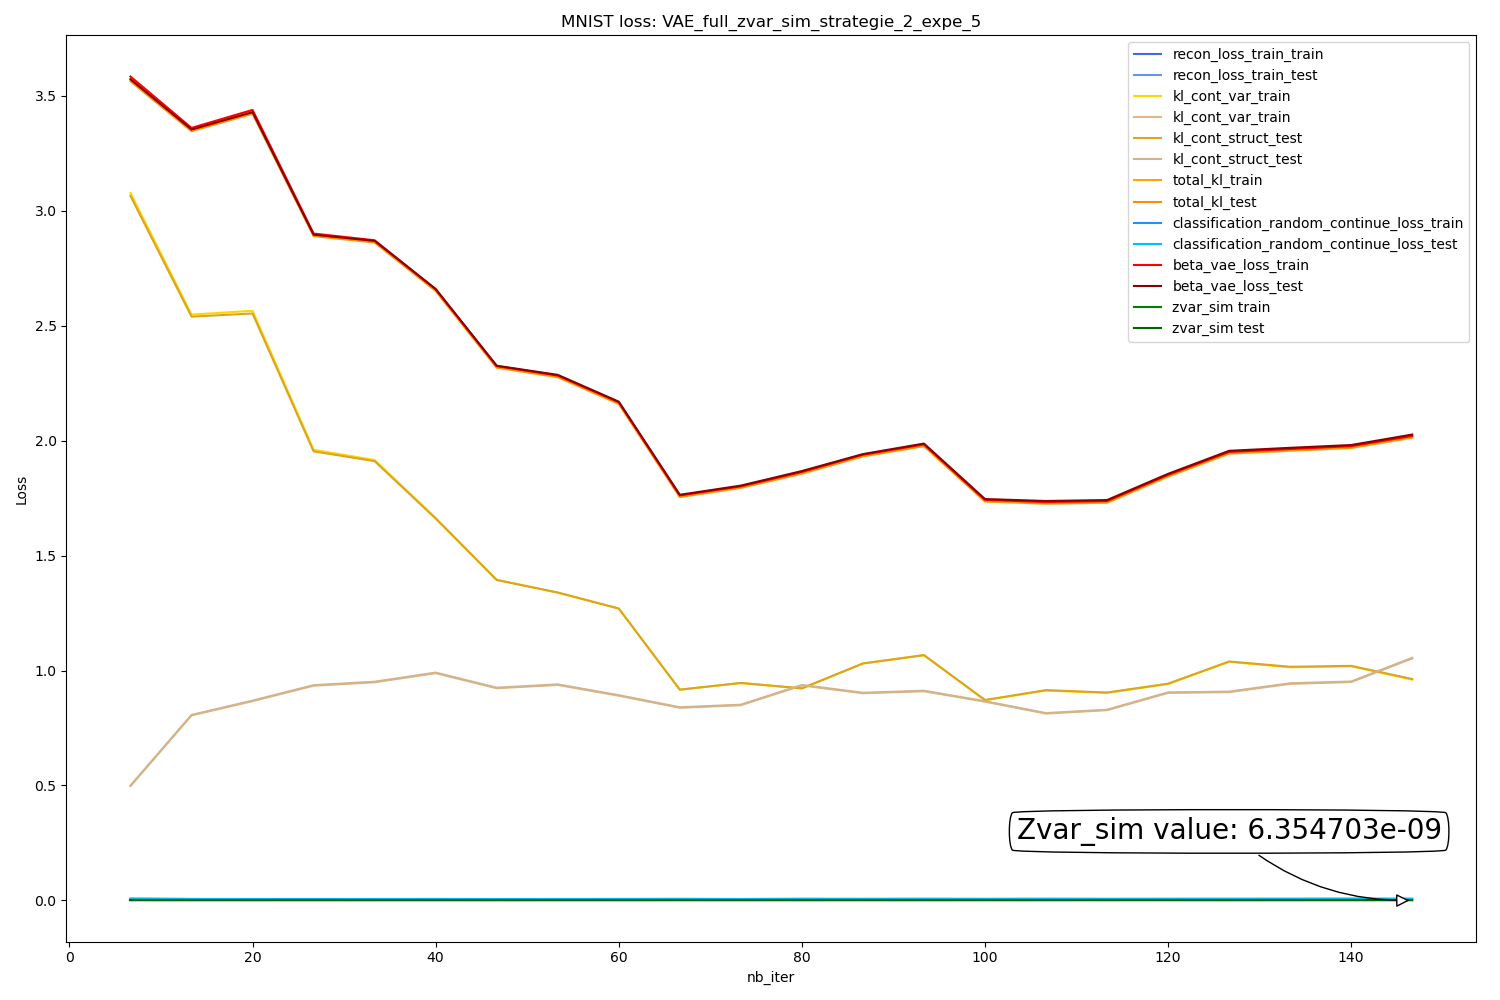 MNIST loss: VAE_full_zvar_sim_strategie_2_expe_5
recon_loss_train_train
recon_loss_train_test
kl_cont_var_train
kl_cont_var_train
kl_cont_struct_test
kl_cont_struct_test
total_kl_train
total_kl_test
classification_random_continue_loss_train
classification_random_continue_loss_test
beta_vae_loss_train
beta_vae_loss_test
zvar_sim train
zvar_sim test
3.5
3.0
2.5
2.0
1.5
1.0
0.5
0.0
Loss
Zvar_sim value: 6.354703e-09
0 20 40 60 80 100 120 140
nb_iter